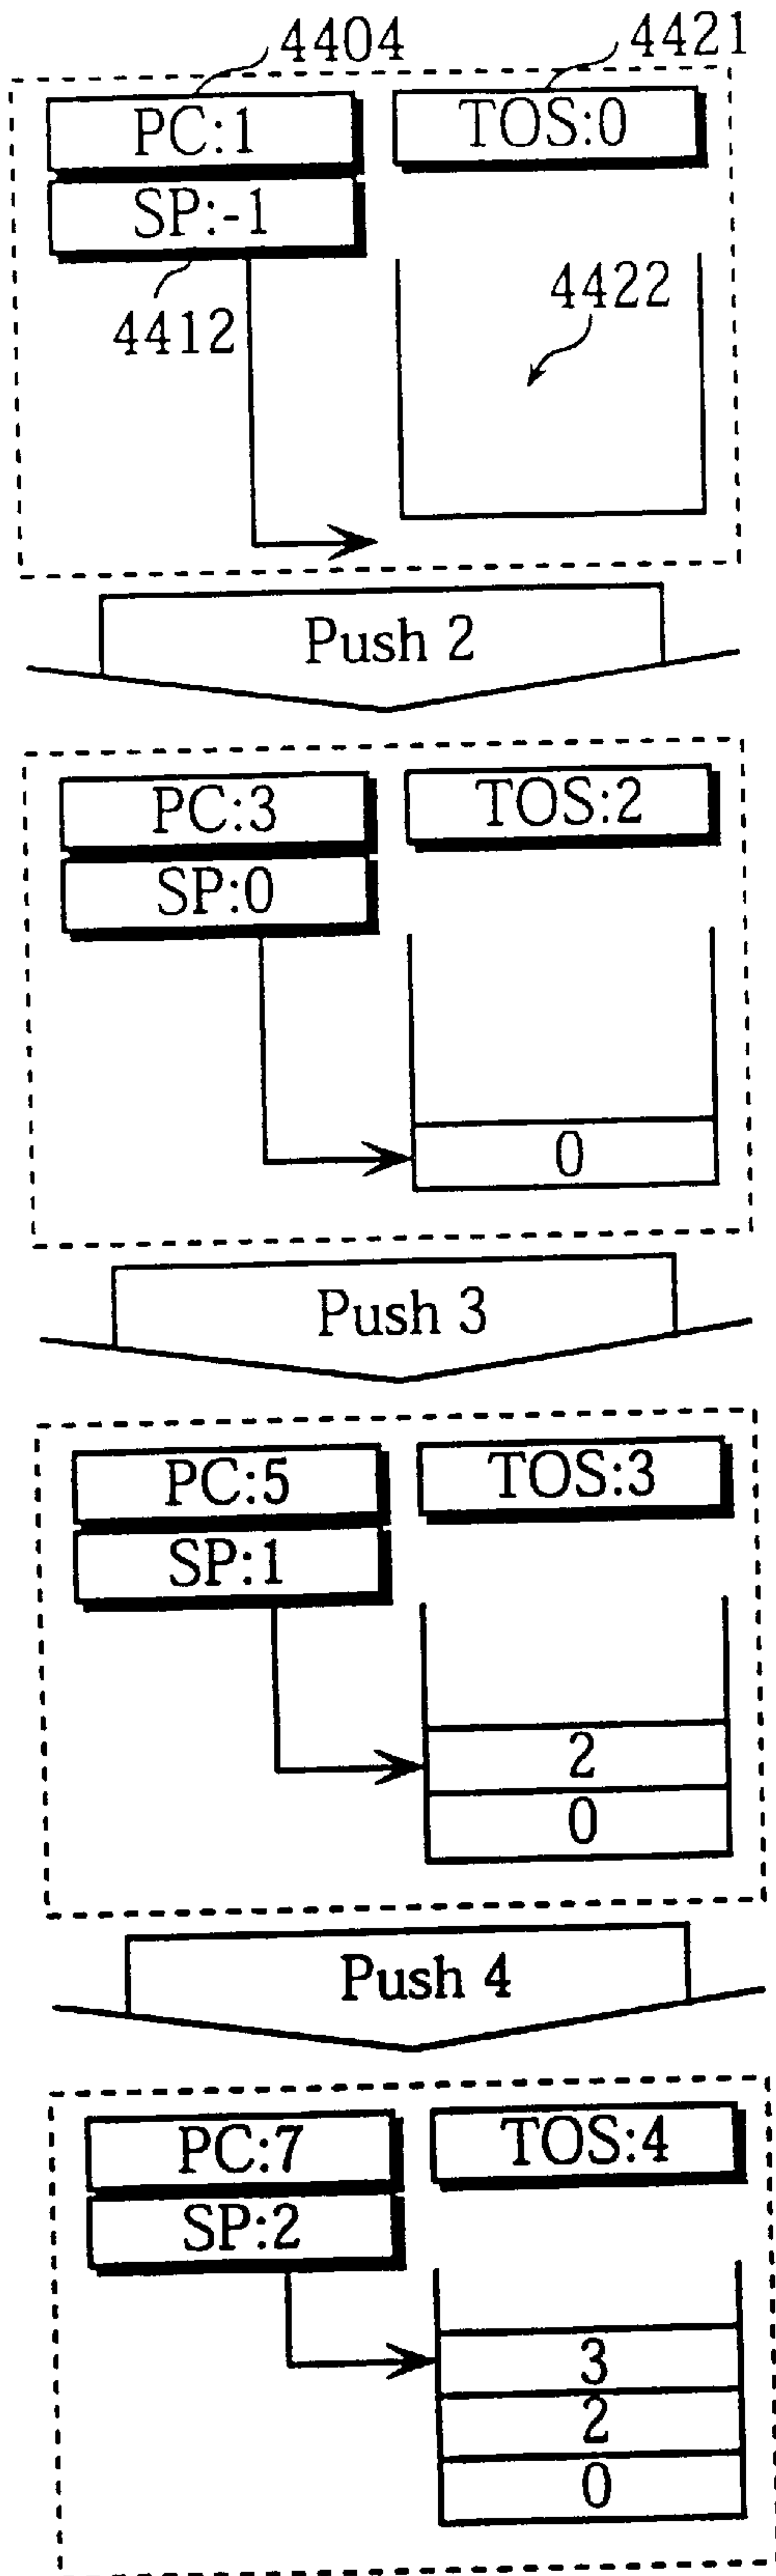 4404 4421
PC:1 TOS:0
SP:-1
4422
4412
Push 2
PC:3 TOS:2
SP:0
0
Push 3
PC:5 TOS:3
SP:1
2
0
Push 4
PC:7 TOS:4
SP:2
3
2
0